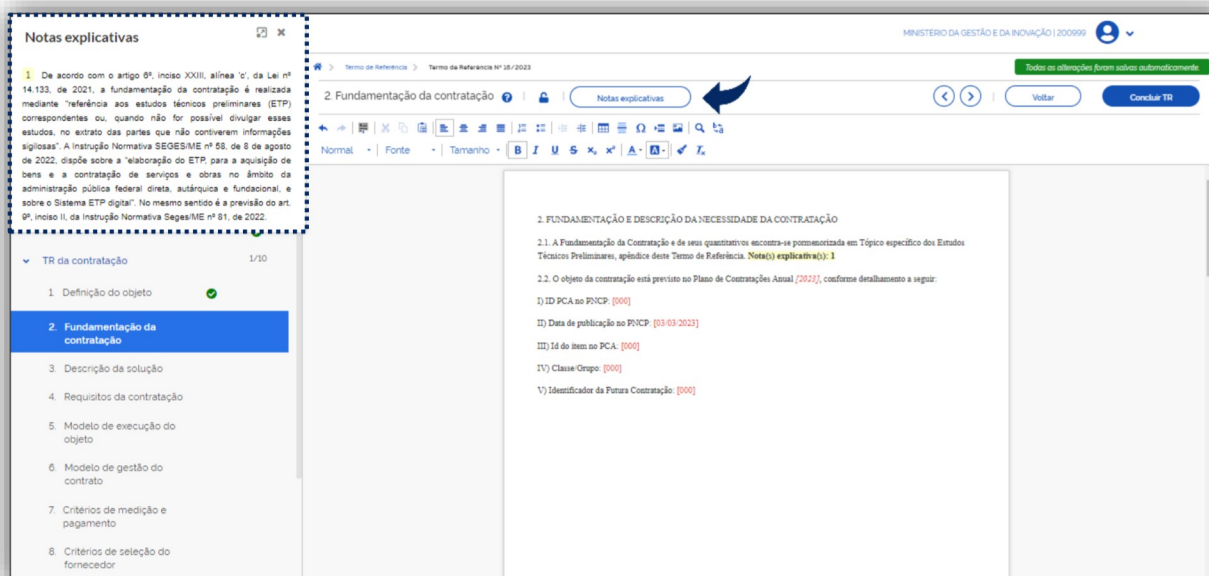 Notas explicativas
1 De acordo com o artigo 6º, inciso XXIII, alínea 'c', da Lei nº
14.133, de 2021, a fundamentação da contratação é realizada
mediante "referência aos estudos técnicos preliminares (ETP)
correspondentes ou, quando não for possível divulgar esses
estudos, no extrato das partes que não contiverem informações
sigilosas". A Instrução Normativa SEGES/ME nº 58, de 8 de agosto
de 2022, dispõe sobre a "elaboração do ETP, para a aquisição de
bens e a contratação de serviços e obras no âmbito da
administração pública federal direta, autárquica e fundacional, e
sobre o Sistema ETP digital". No mesmo sentido é a previsão do art.
9º, inciso II, da Instrução Normativa Seges/ME nº 81, de 2022.
TR da contratação 1/10
1. Definição do objeto
2. Fundamentação da
contratação
3. Descrição da solução
4. Requisitos da contratação
5. Modelo de execução do
objeto
6. Modelo de gestão do
contrato
7. Critérios de medição e
pagamento
8. Critérios de seleção do
fornecedor
MINISTÉRIO DA GESTÃO E DA INOVAÇÃO | 200999
Termo de Referência > Termo de Referência Nº 16/2023
Todas as alterações foram salvas automaticamente.
2. Fundamentação da contratação Notas explicativas Voltar Concluir TR
Normal Fonte Tamanho B I U S x₂ x² A A Tx
2. FUNDAMENTAÇÃO E DESCRIÇÃO DA NECESSIDADE DA CONTRATAÇÃO
2.1. A Fundamentação da Contratação e de seus quantitativos encontra-se pormenorizada em Tópico específico dos Estudos
Técnicos Preliminares, apêndice deste Termo de Referência. Nota(s) explicativa(s): 1
2.2. O objeto da contratação está previsto no Plano de Contratações Anual [2023], conforme detalhamento a seguir:
I) ID PCA no PNCP: [000]
II) Data de publicação no PNCP: [03/03/2023]
III) Id do item no PCA: [000]
IV) Classe/Grupo: [000]
V) Identificador da Futura Contratação: [000]